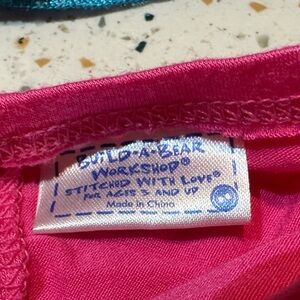 BUILD-A-BEAR
WORKSHOP®
STITCHED WITH LOVE®
FOR AGES 3 AND UP
Made in China